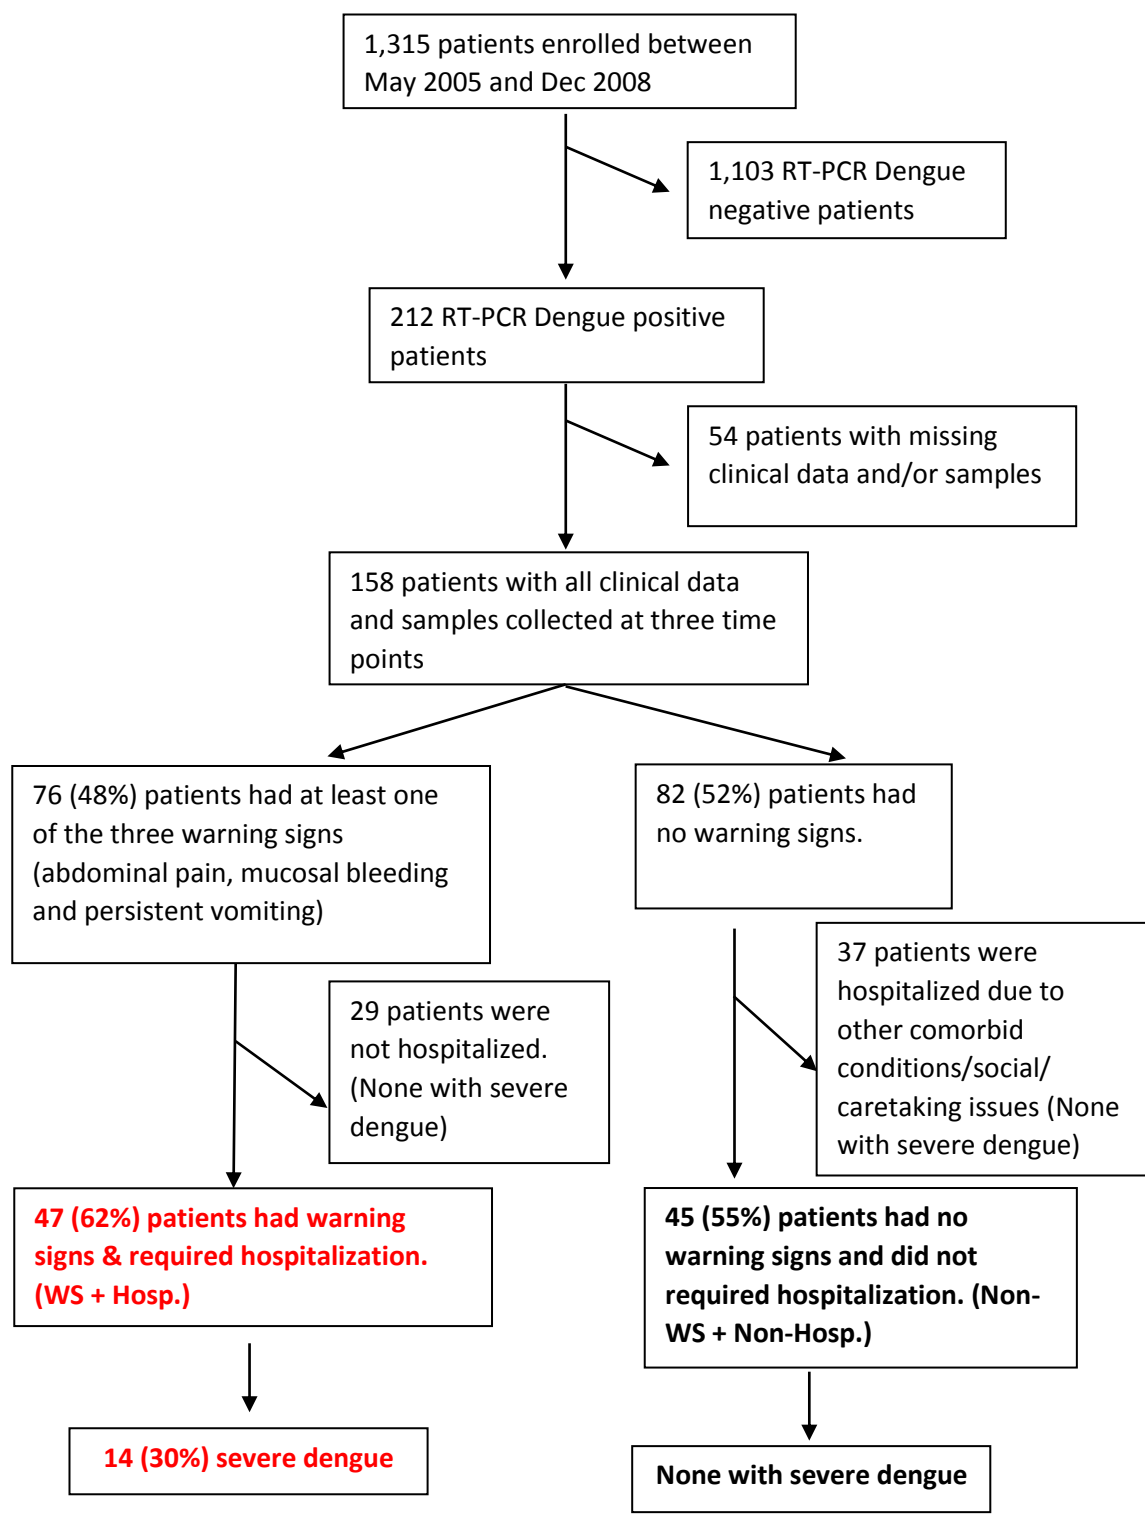 1,315 patients enrolled between
May 2005 and Dec 2008
1,103 RT-PCR Dengue
negative patients
212 RT-PCR Dengue positive
patients
54 patients with missing
clinical data and/or samples
158 patients with all clinical data
and samples collected at three time
points
76 (48%) patients had at least one
of the three warning signs
(abdominal pain, mucosal bleeding
and persistent vomiting)
82 (52%) patients had
no warning signs.
29 patients were
not hospitalized.
(None with severe
dengue)
37 patients were
hospitalized due to
other comorbid
conditions/social/
caretaking issues (None
with severe dengue)
47 (62%) patients had warning
signs & required hospitalization.
(WS + Hosp.)
45 (55%) patients had no
warning signs and did not
required hospitalization. (Non-
WS + Non-Hosp.)
14 (30%) severe dengue
None with severe dengue